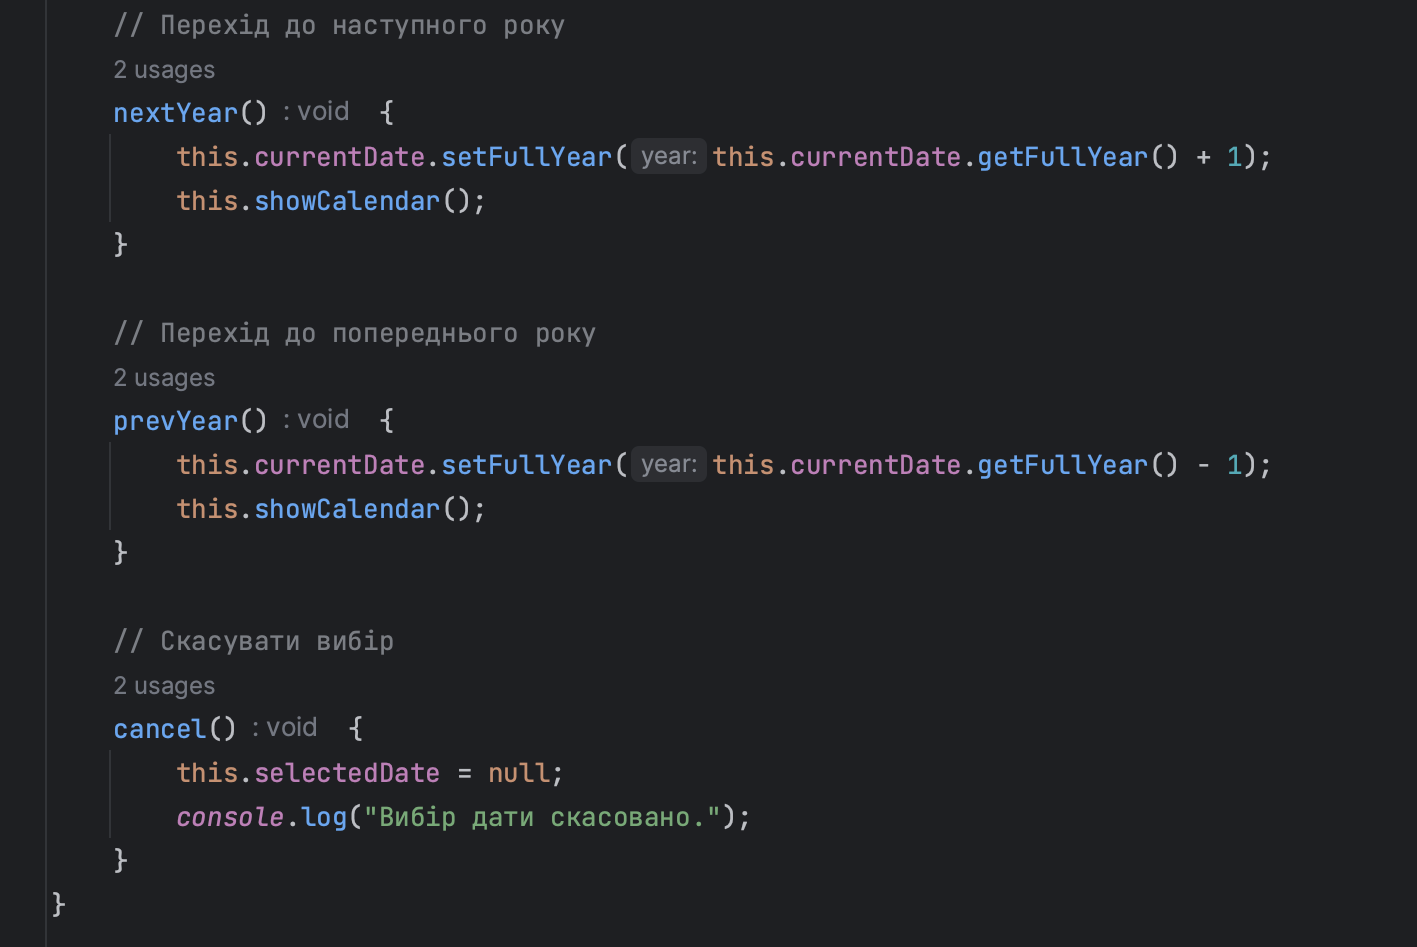 // Перехід до наступного року
2 usages
nextYear() : void {
this.currentDate.setFullYear( year: this.currentDate.getFullYear() + 1);
this.showCalendar();
}
// Перехід до попереднього року
2 usages
prevYear() : void {
this.currentDate.setFullYear( year: this.currentDate.getFullYear() - 1);
this.showCalendar();
}
// Скасувати вибір
2 usages
cancel() : void {
this.selectedDate = null;
console.log("Вибір дати скасовано.");
}
}